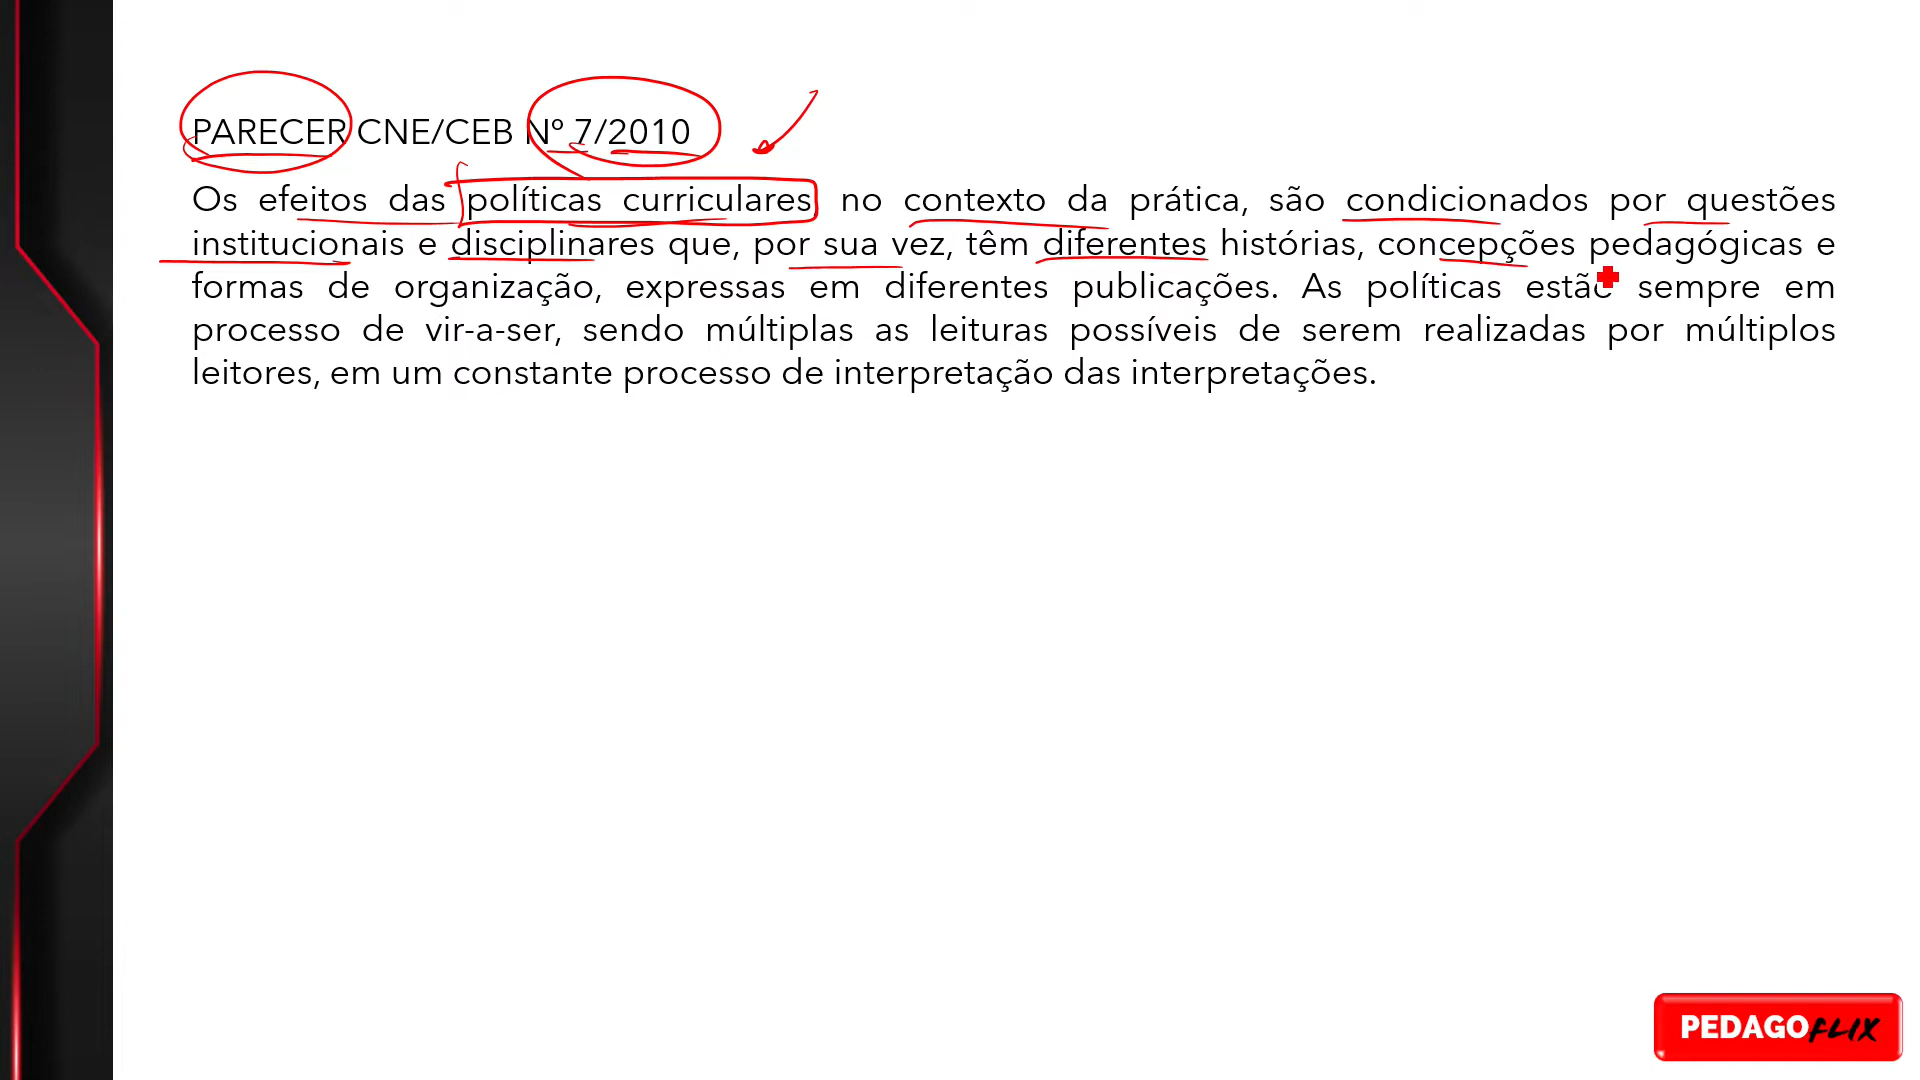 PARECER CNE/CEB Nº 7/2010
Os efeitos das políticas curriculares no contexto da prática, são condicionados por questões
institucionais e disciplinares que, por sua vez, têm diferentes histórias, concepções pedagógicas e
formas de organização, expressas em diferentes publicações. As políticas estão sempre em
processo de vir-a-ser, sendo múltiplas as leituras possíveis de serem realizadas por múltiplos
leitores, em um constante processo de interpretação das interpretações.
PEDAGOFLIX